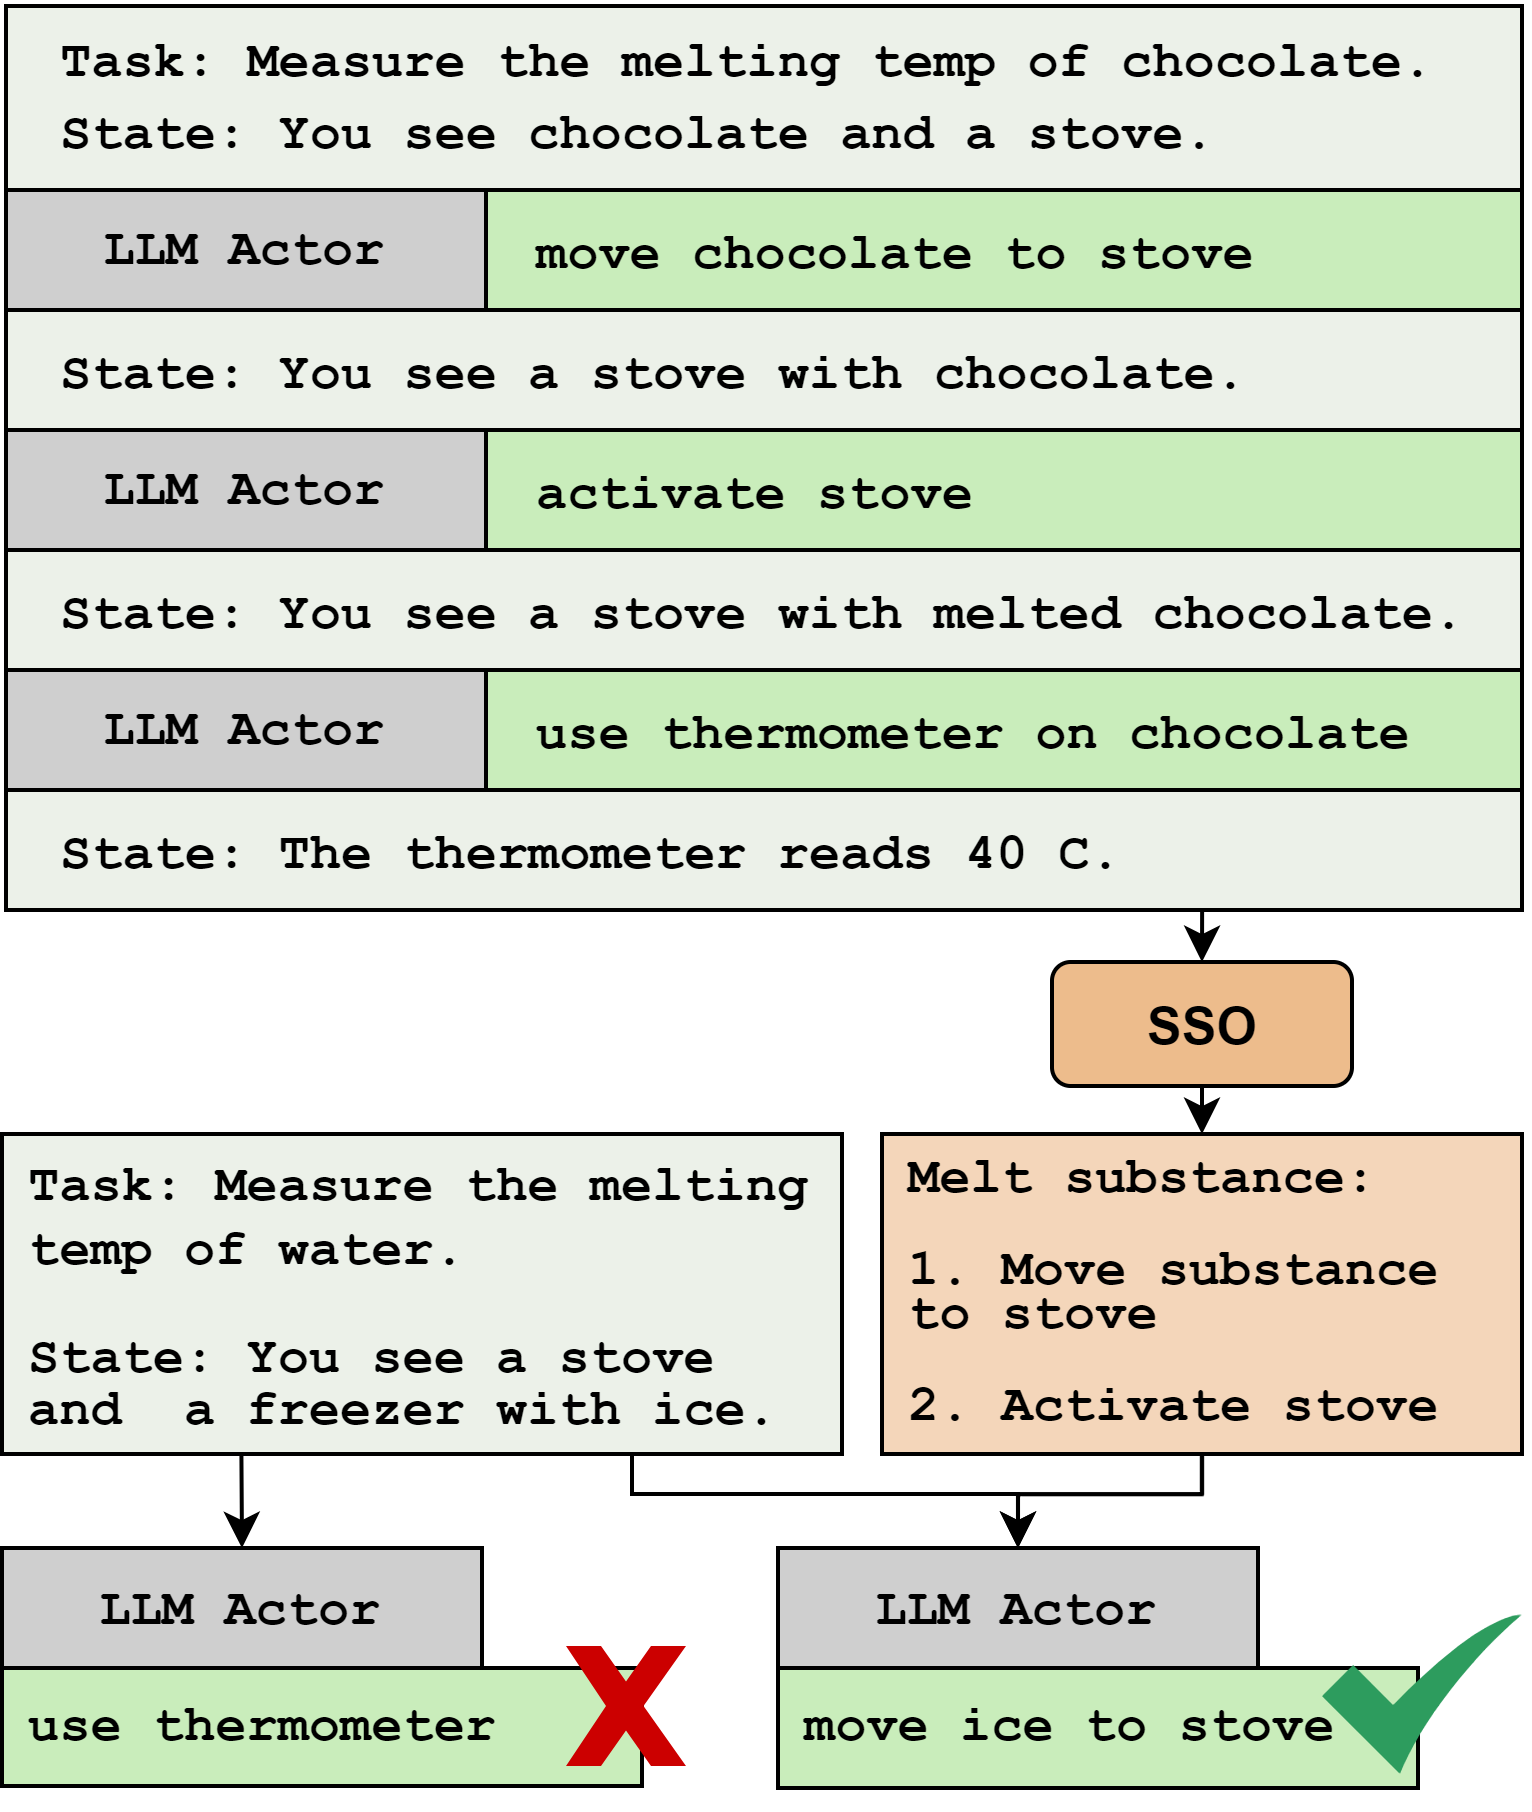 Task: Measure the melting temp of chocolate.
State: You see chocolate and a stove.
LLM Actor
move chocolate to stove
State: You see a stove with chocolate.
LLM Actor
activate stove
State: You see a stove with melted chocolate.
LLM Actor
use thermometer on chocolate
State: The thermometer reads 40 C.
SSO
Task: Measure the melting
temp of water.
State: You see a stove
and a freezer with ice.
Melt substance:
1. Move substance
to stove
2. Activate stove
LLM Actor
use thermometer
LLM Actor
move ice to stove